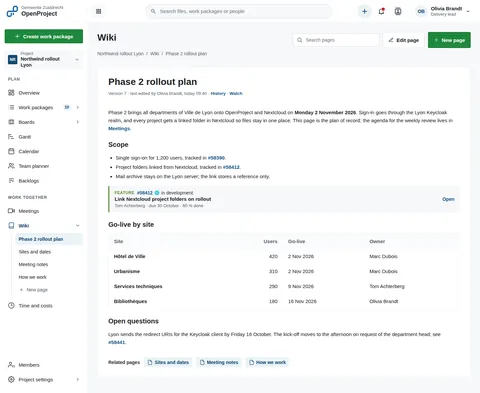 Gemeente Zuiddrecht
OpenProject
Search files, work packages or people
OB
Olivia Brandt
Delivery lead
+ Create work package
Project
NR
Northwind rollout
Lyon
PLAN
Overview
Work packages
Boards
Gantt
Calendar
Team planner
Backlogs
WORK TOGETHER
Meetings
Wiki
Phase 2 rollout plan
Sites and dates
Meeting notes
How we work
+ New page
Time and costs
Members
Project settings
Wiki
Northwind rollout Lyon / Wiki / Phase 2 rollout plan
Search pages
Edit page
+ New page
Phase 2 rollout plan
Version 7 · last edited by Olivia Brandt, today 09:40 · History · Watch
Phase 2 brings all departments of Ville de Lyon onto OpenProject and Nextcloud on Monday 2 November 2026. Sign-in goes through the Lyon Keycloak
realm, and every project gets a linked folder in Nextcloud so files stay in one place. This page is the plan of record; the agenda for the weekly review lives in
Meetings.
Scope
• Single sign-on for 1,200 users, tracked in #58390.
• Project folders linked from Nextcloud, tracked in #58412.
• Mail archive stays on the Lyon server; the link stores a reference only.
FEATURE #58412 In development
Link Nextcloud project folders on rollout
Tom Achterberg · due 30 October · 60 % done
Open
Go-live by site
Site Users Go-live Owner
Hôtel de Ville 420 2 Nov 2026 Marc Dubois
Urbanisme 310 2 Nov 2026 Marc Dubois
Services techniques 290 9 Nov 2026 Tom Achterberg
Bibliothèques 180 16 Nov 2026 Olivia Brandt
Open questions
Lyon sends the redirect URIs for the Keycloak client by Friday 16 October. The kick-off moves to the afternoon on request of the department head; see
#58441.
Related pages Sites and dates Meeting notes How we work